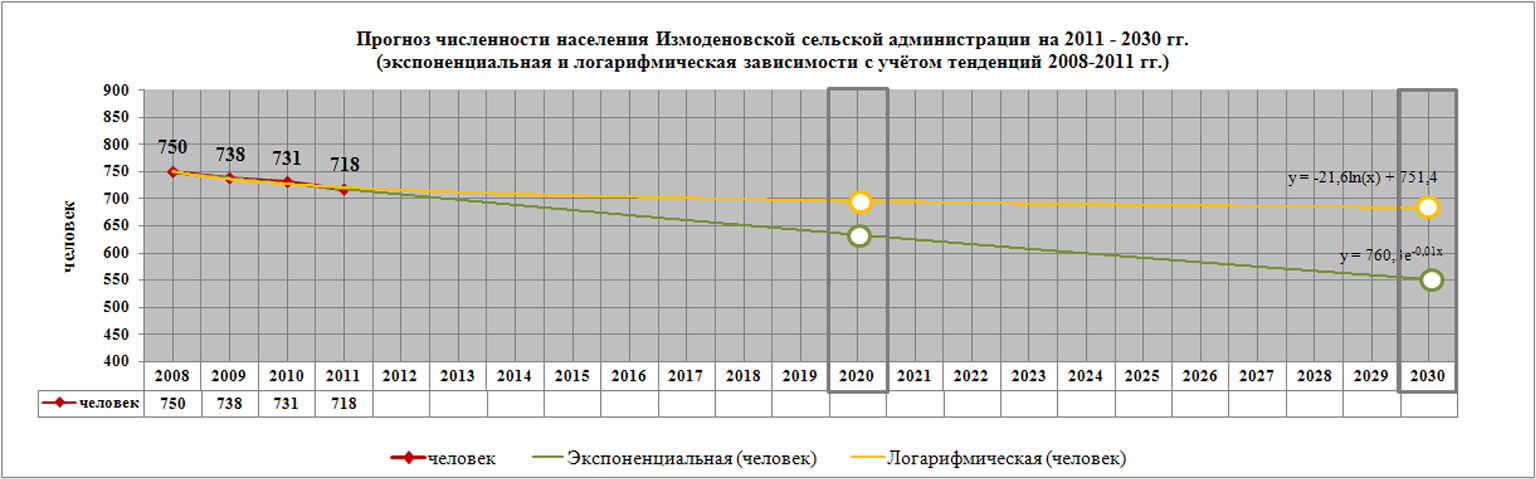 Прогноз численности населения Измоденовской сельской администрации на 2011 - 2030 гг.
(экспоненциальная и логарифмическая зависимости с учётом тенденций 2008-2011 гг.)
человек
900
850
800
750
700
650
600
550
500
450
400
750 738 731 718
y = -21,6ln(x) + 751,4
2008 2009 2010 2011 2012 2013 2014 2015 2016 2017 2018 2019 2020 2021 2022 2023 2024 2025 2026 2027 2028 2029 2030
человек 750 738 731 718
человек Экспоненциальная (человек) Логарифмическая (человек)